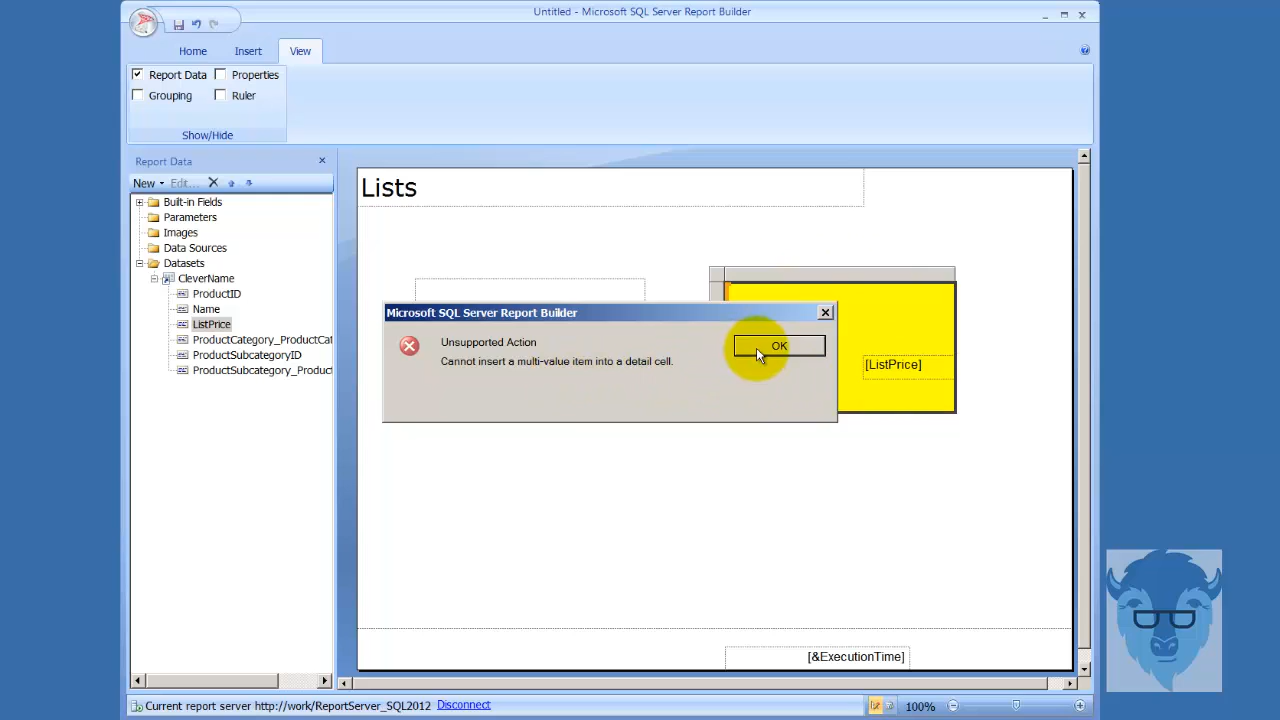 Untitled - Microsoft SQL Server Report Builder
Home Insert View
Report Data Properties
Grouping Ruler
Show/Hide
Report Data
New Edit...
Built-in Fields
Parameters
Images
Data Sources
Datasets
CleverName
ProductID
Name
ListPrice
ProductCategory_ProductCat
ProductSubcategoryID
ProductSubcategory_Product
Lists
Microsoft SQL Server Report Builder
Unsupported Action
Cannot insert a multi-value item into a detail cell.
OK
[ListPrice]
[&ExecutionTime]
Current report server http://work/ReportServer_SQL2012 Disconnect
100%